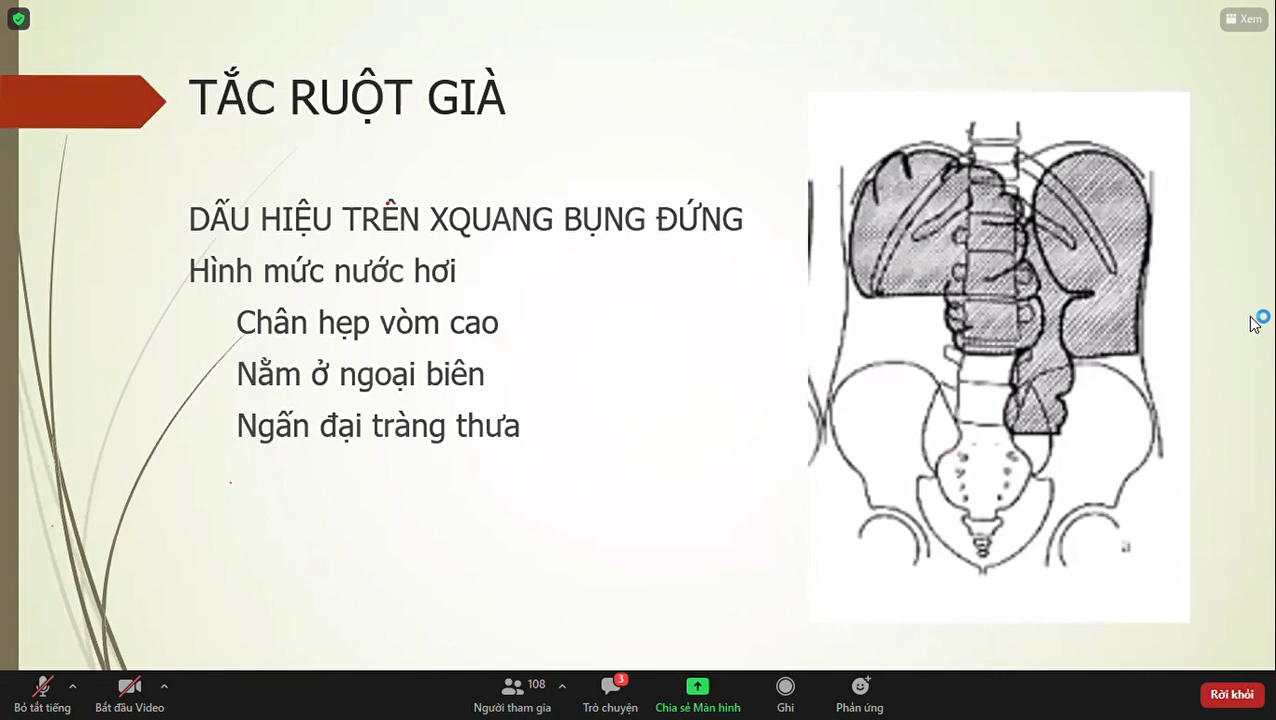 Xem
TẮC RUỘT GIÀ
DẤU HIỆU TRÊN XQUANG BỤNG ĐỨNG
Hình mức nước hơi
Chân hẹp vòm cao
Nằm ở ngoại biên
Ngấn đại tràng thưa
a
Bỏ tắt tiếng
Bắt đầu Video
108
Người tham gia
3
Trò chuyện
Chia sẻ Màn hình
Ghi
Phản ứng
Rời khỏi